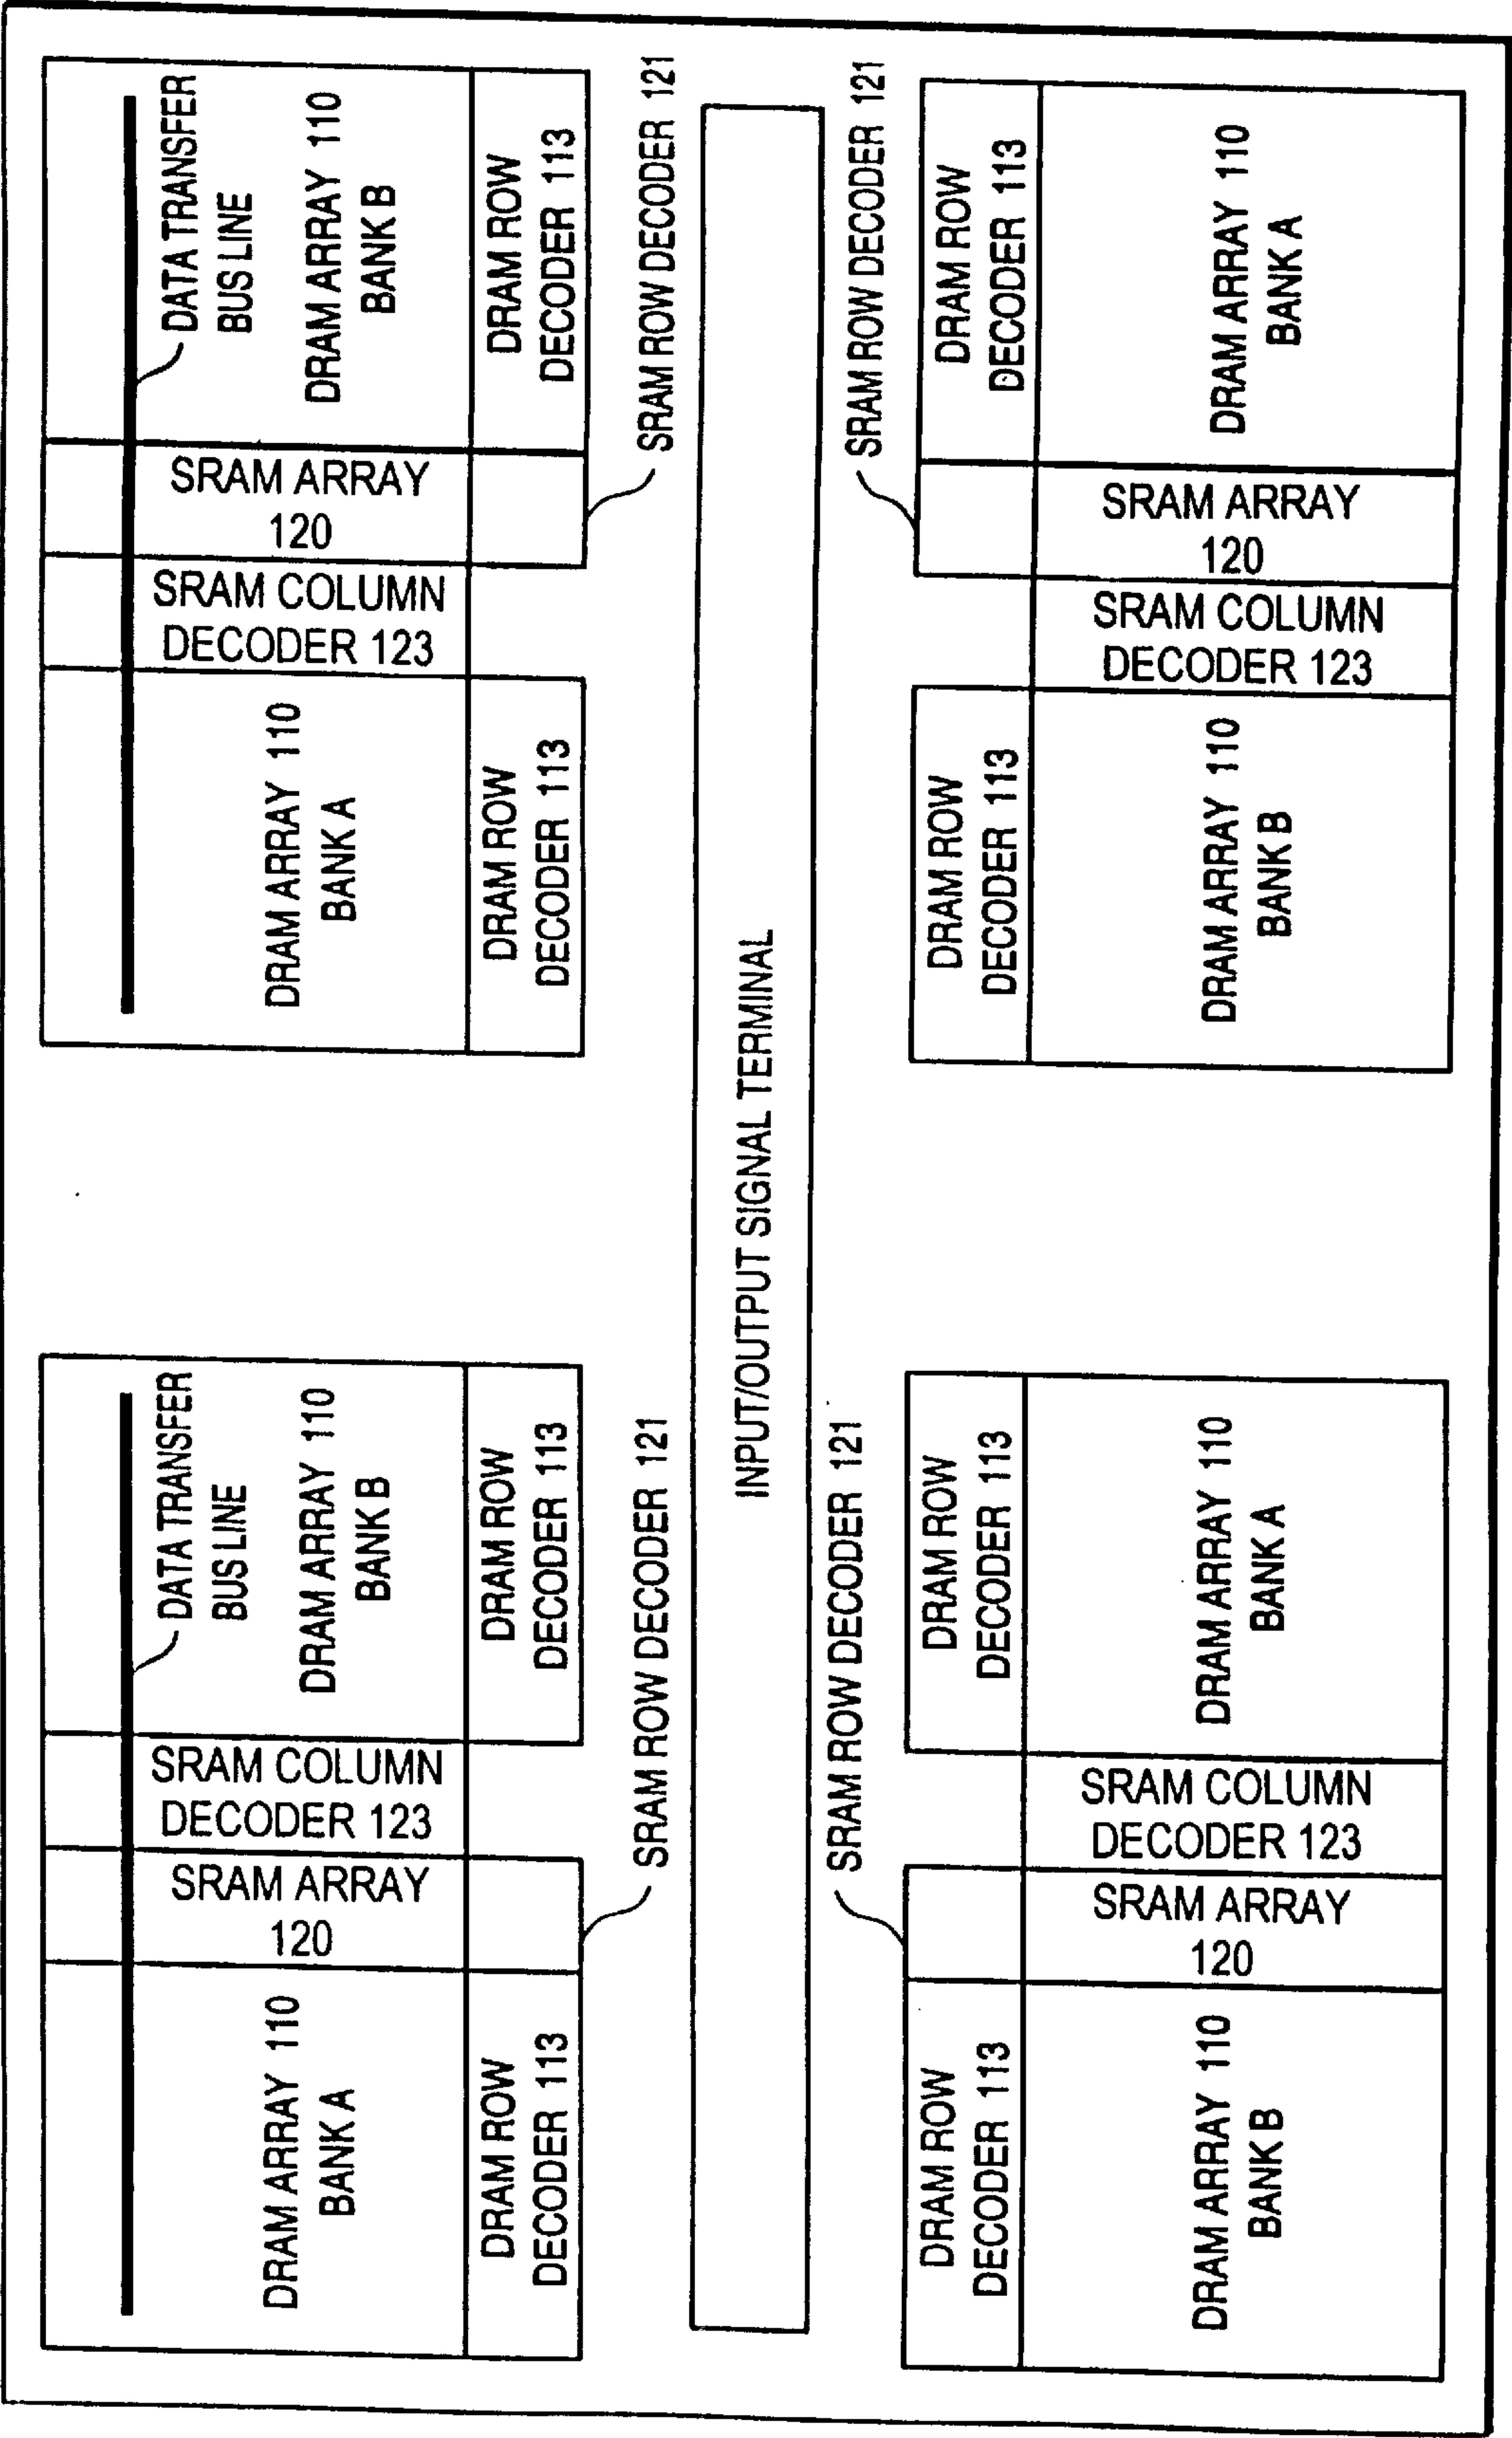 DATA TRANSFER
BUS LINE
DRAM ARRAY 110
BANK B
DRAM ROW
DECODER 113
SRAM ROW DECODER 121
SRAM ARRAY
120
SRAM COLUMN
DECODER 123
DRAM ARRAY 110
BANK A
DRAM ROW
DECODER 113
SRAM ROW DECODER 121
DRAM ROW
DECODER 113
DRAM ARRAY 110
BANK A
SRAM ARRAY
120
SRAM COLUMN
DECODER 123
DRAM ROW
DECODER 113
DRAM ARRAY 110
BANK B
INPUT/OUTPUT SIGNAL TERMINAL
DATA TRANSFER
BUS LINE
DRAM ARRAY 110
BANK B
DRAM ROW
DECODER 113
SRAM ROW DECODER 121
SRAM COLUMN
DECODER 123
SRAM ARRAY
120
DRAM ARRAY 110
BANK A
DRAM ROW
DECODER 113
SRAM ROW DECODER 121
DRAM ROW
DECODER 113
DRAM ARRAY 110
BANK A
SRAM COLUMN
DECODER 123
SRAM ARRAY
120
DRAM ROW
DECODER 113
DRAM ARRAY 110
BANK B